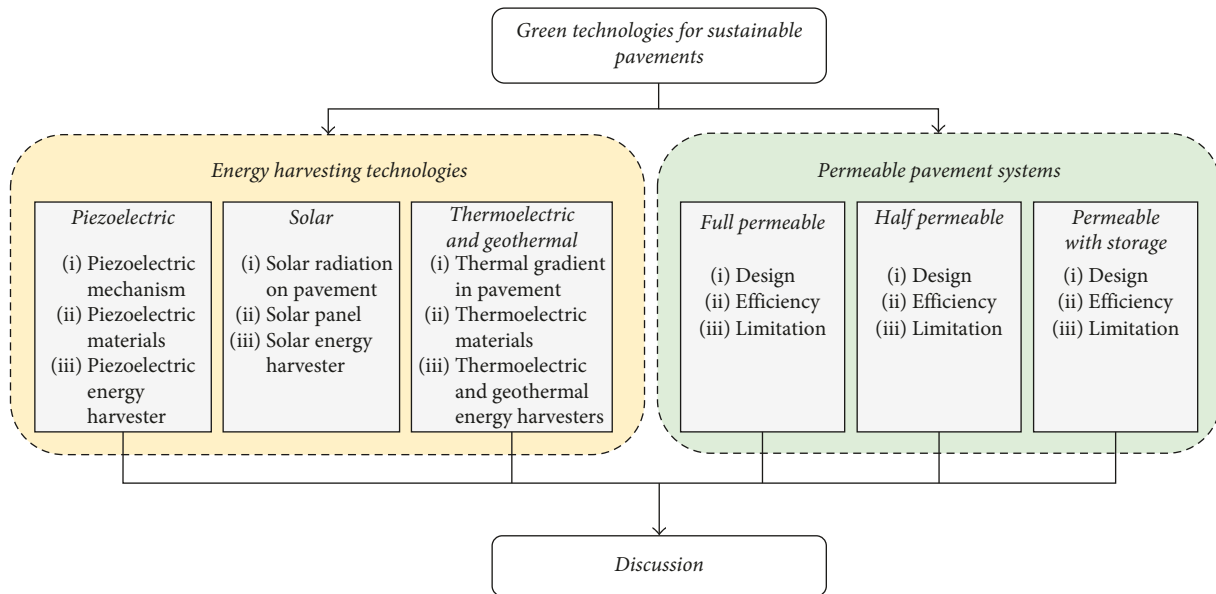 Green technologies for sustainable
pavements
Energy harvesting technologies
Piezoelectric
(i) Piezoelectric
mechanism
(ii) Piezoelectric
materials
(iii) Piezoelectric
energy
harvester
Solar
(i) Solar radiation
on pavement
(ii) Solar panel
(iii) Solar energy
harvester
Thermoelectric
and geothermal
(i) Thermal gradient
in pavement
(ii) Thermoelectric
materials
(iii) Thermoelectric
and geothermal
energy harvesters
Permeable pavement systems
Full permeable
(i) Design
(ii) Efficiency
(iii) Limitation
Half permeable
(i) Design
(ii) Efficiency
(iii) Limitation
Permeable
with storage
(i) Design
(ii) Efficiency
(iii) Limitation
Discussion